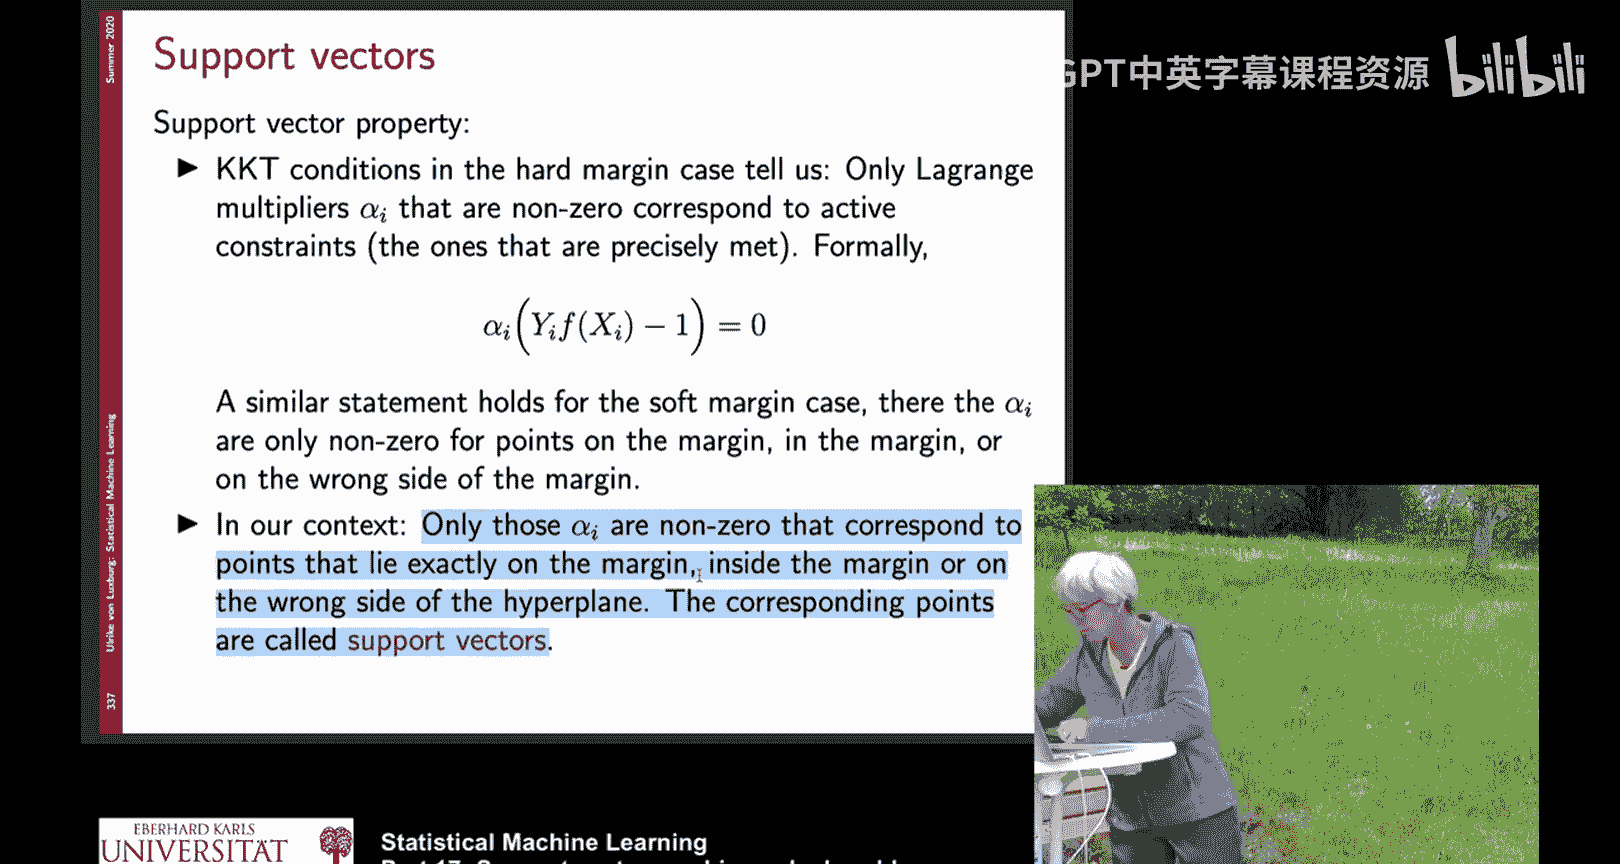 Summer 2020
Support vectors
Support vector property:
► KKT conditions in the hard margin case tell us: Only Lagrange
multipliers αᵢ that are non-zero correspond to active
constraints (the ones that are precisely met). Formally,
αᵢ(Yᵢf(Xᵢ) − 1) = 0
A similar statement holds for the soft margin case, there the αᵢ
are only non-zero for points on the margin, in the margin, or
on the wrong side of the margin.
► In our context: Only those αᵢ are non-zero that correspond to
points that lie exactly on the margin, inside the margin or on
the wrong side of the hyperplane. The corresponding points
are called support vectors.
Ulrike von Luxburg: Statistical Machine Learning
337
GPT中英字幕课程资源
bilibili
EBERHARD KARLS
UNIVERSITÄT
Statistical Machine Learning